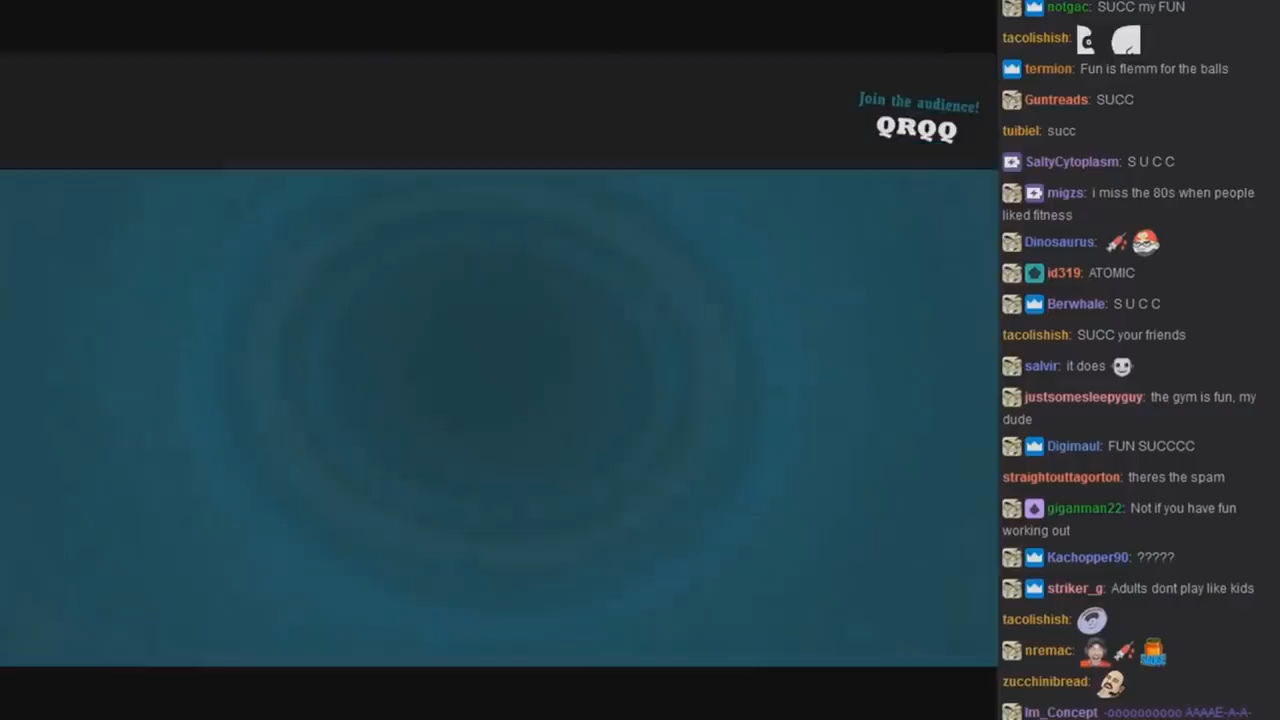 Join the audience!
QRQQ
notgac: SUCC my FUN
tacolishish:
termion: Fun is flemm for the balls
Guntreads: SUCC
tuibiel: succ
SaltyCytoplasm: S U C C
migzs: i miss the 80s when people
liked fitness
Dinosaurus:
id319: ATOMIC
Berwhale: S U C C
tacolishish: SUCC your friends
salvir: it does
justsomesleepyguy: the gym is fun, my
dude
Digimaul: FUN SUCCCC
straightouttagorton: theres the spam
giganman22: Not if you have fun
working out
Kachopper90: ?????
striker_g: Adults dont play like kids
tacolishish:
nremac: SAUCE
zucchinibread:
Im_Concept -oooooooooo AAAAE-A-A-